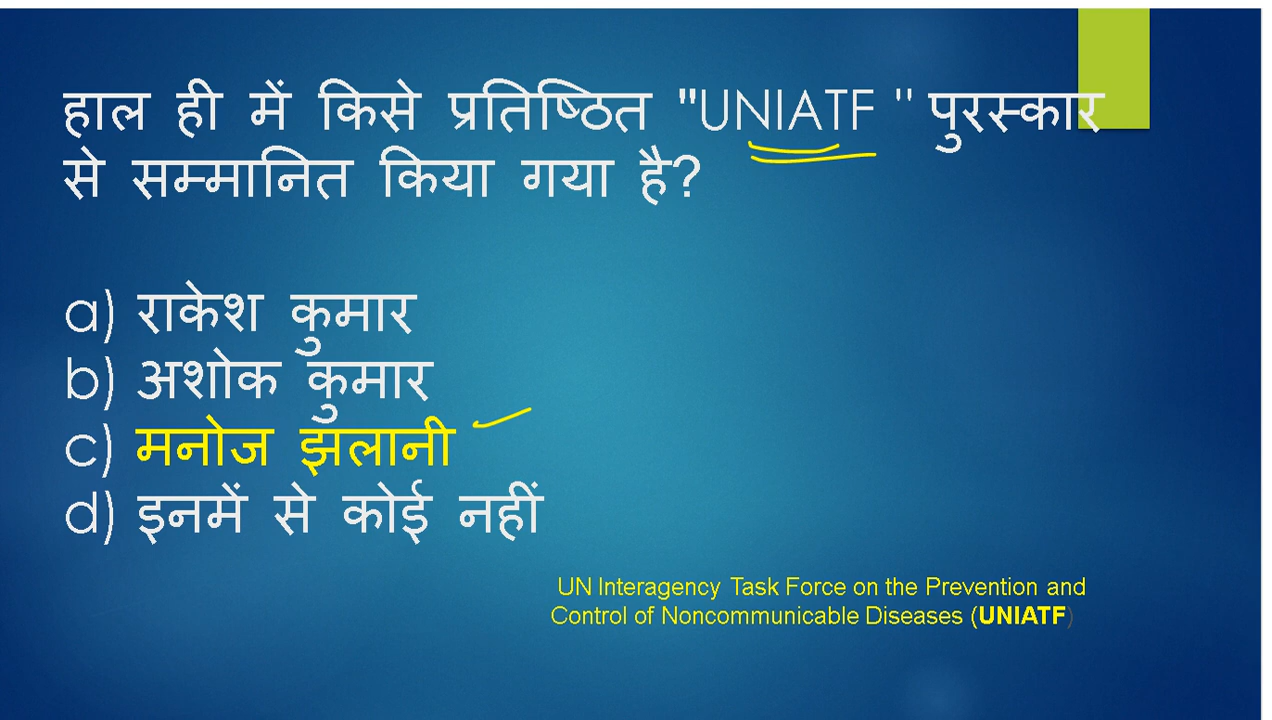 हाल ही में किसे प्रतिष्ठित "UNIATF " पुरस्कार
से सम्मानित किया गया है?
a) राकेश कुमार
b) अशोक कुमार
c) मनोज झलानी
d) इनमें से कोई नहीं
UN Interagency Task Force on the Prevention and
Control of Noncommunicable Diseases (UNIATF)